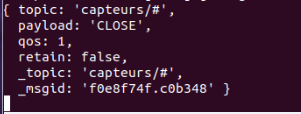 { topic: 'capteurs/#',
payload: 'CLOSE',
qos: 1,
retain: false,
_topic: 'capteurs/#',
_msgid: 'f0e8f74f.c0b348' }